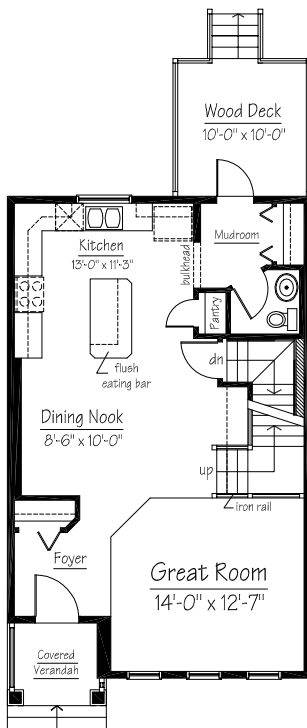 Wood Deck
10'-0" x 10'-0"
Mudroom
Kitchen
13'-0" x 11'-3"
bulkhead
Pantry
flush
eating bar
dn
Dining Nook
8'-6" x 10'-0"
up
iron rail
Foyer
Great Room
14'-0" x 12'-7"
Covered
Verandah